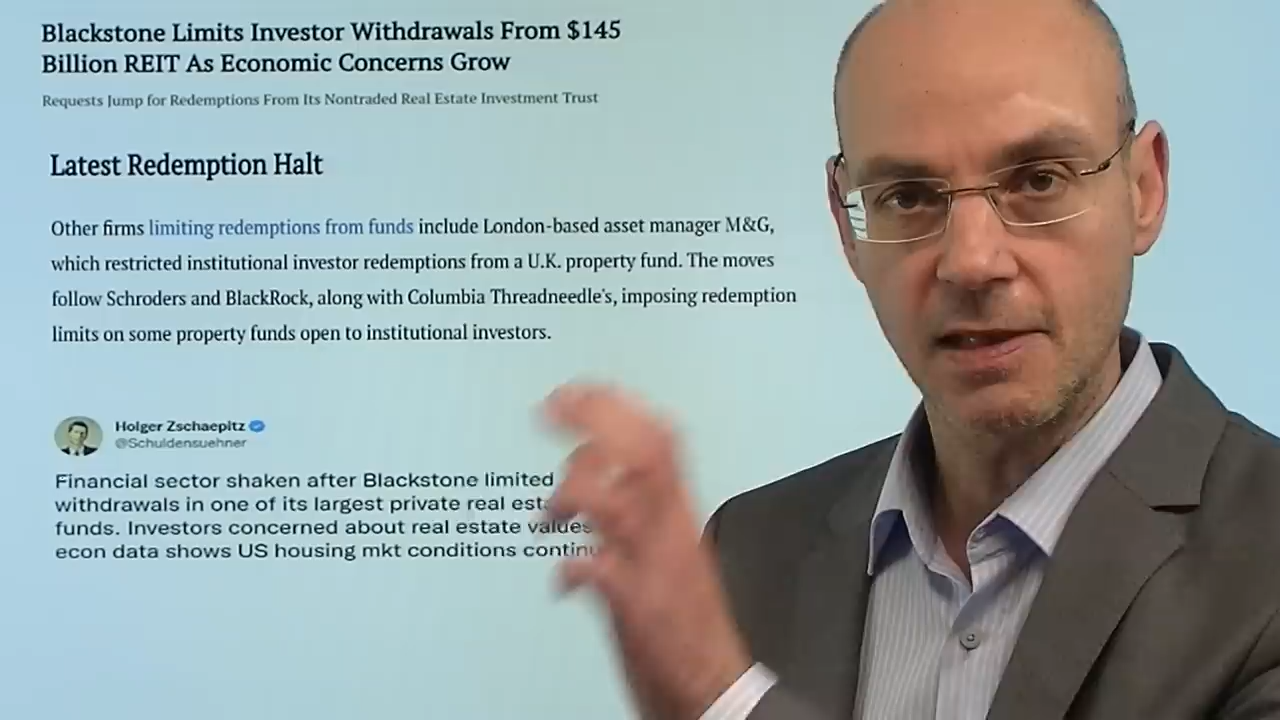 Blackstone Limits Investor Withdrawals From $145
Billion REIT As Economic Concerns Grow
Requests Jump for Redemptions From Its Nontraded Real Estate Investment Trust
Latest Redemption Halt
Other firms limiting redemptions from funds include London-based asset manager M&G,
which restricted institutional investor redemptions from a U.K. property fund. The moves
follow Schroders and BlackRock, along with Columbia Threadneedle's, imposing redemption
limits on some property funds open to institutional investors.
Holger Zschaepitz
@Schuldensuehner
Financial sector shaken after Blackstone limited
withdrawals in one of its largest private real
funds. Investors concerned about real estate values
econ data shows US housing mkt conditions